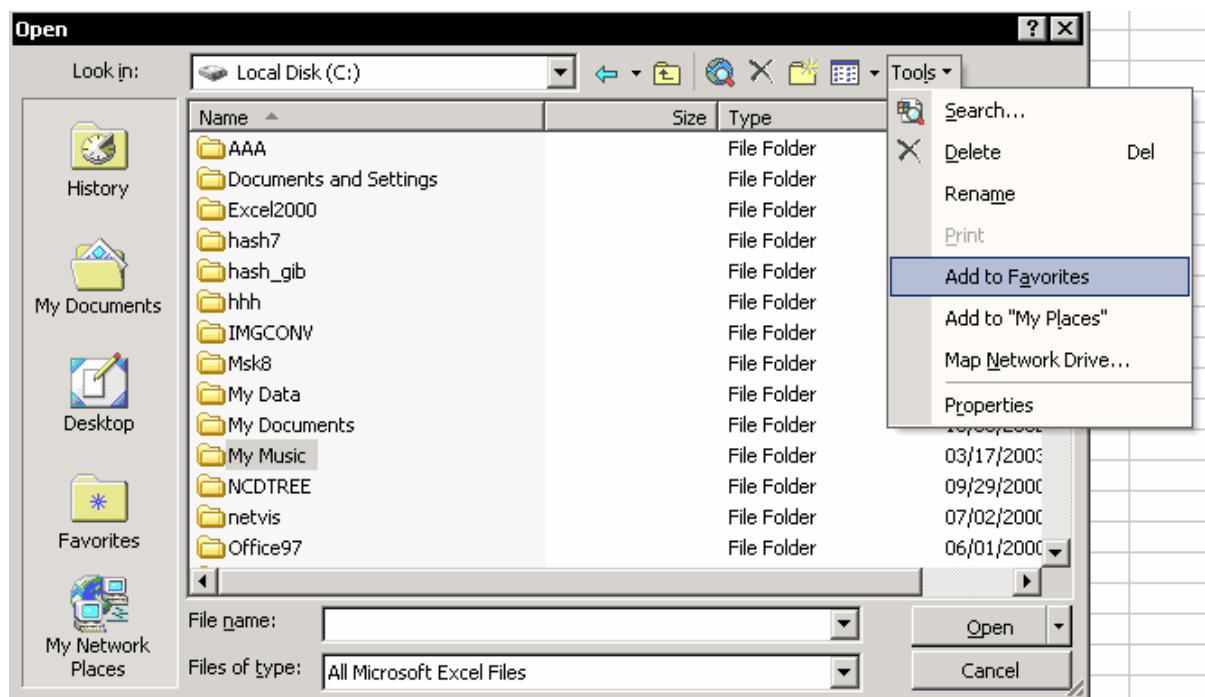 Open
Look in:
Local Disk (C:)
Tools
Name
Size
Type
AAA
File Folder
Documents and Settings
File Folder
Excel2000
File Folder
hash7
File Folder
hash_gib
File Folder
hhh
File Folder
IMGCONV
File Folder
Msk8
File Folder
My Data
File Folder
My Documents
File Folder
My Music
File Folder
03/17/2003
NCDTREE
File Folder
09/29/2000
netvis
File Folder
07/02/2000
Office97
File Folder
06/01/2000
History
My Documents
Desktop
Favorites
My Network
Places
Search...
Delete Del
Rename
Print
Add to Favorites
Add to "My Places"
Map Network Drive...
Properties
File name:
Open
Files of type:
All Microsoft Excel Files
Cancel